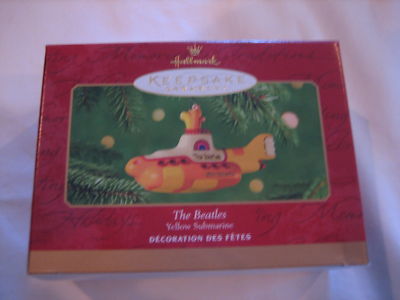 Hallmark
KEEPSAKE
ORNAMENT
The Beatles
Yellow Submarine
DÉCORATION DES FÊTES